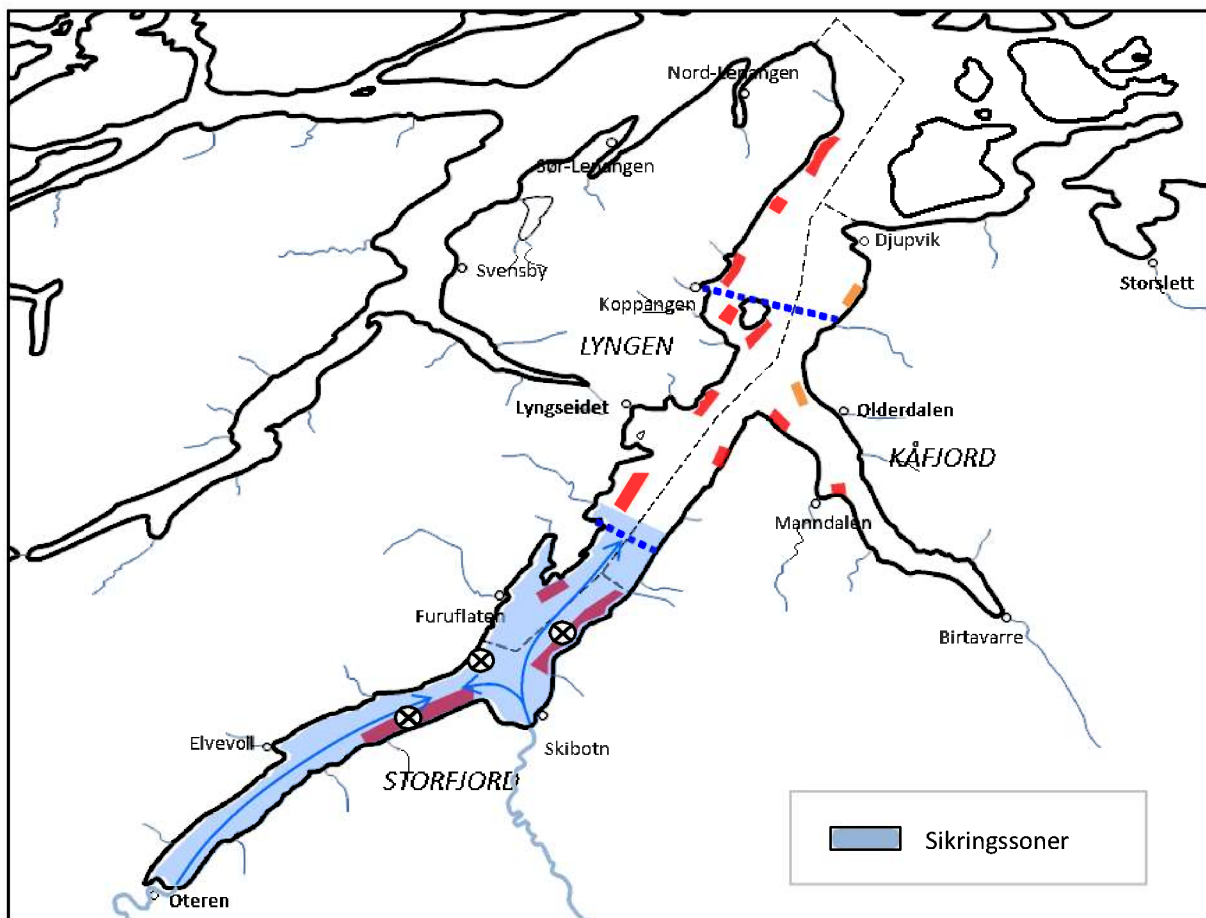 Nord-Lenangen
Sør-Lenangen
Djupvik
Svensby
Storslett
Koppangen
LYNGEN
Lyngseidet
Olderdalen
KÅFJORD
Manndalen
Furuflaten
Birtavarre
Elvevoll
Skibotn
STORFJORD
Sikringssoner
Oteren